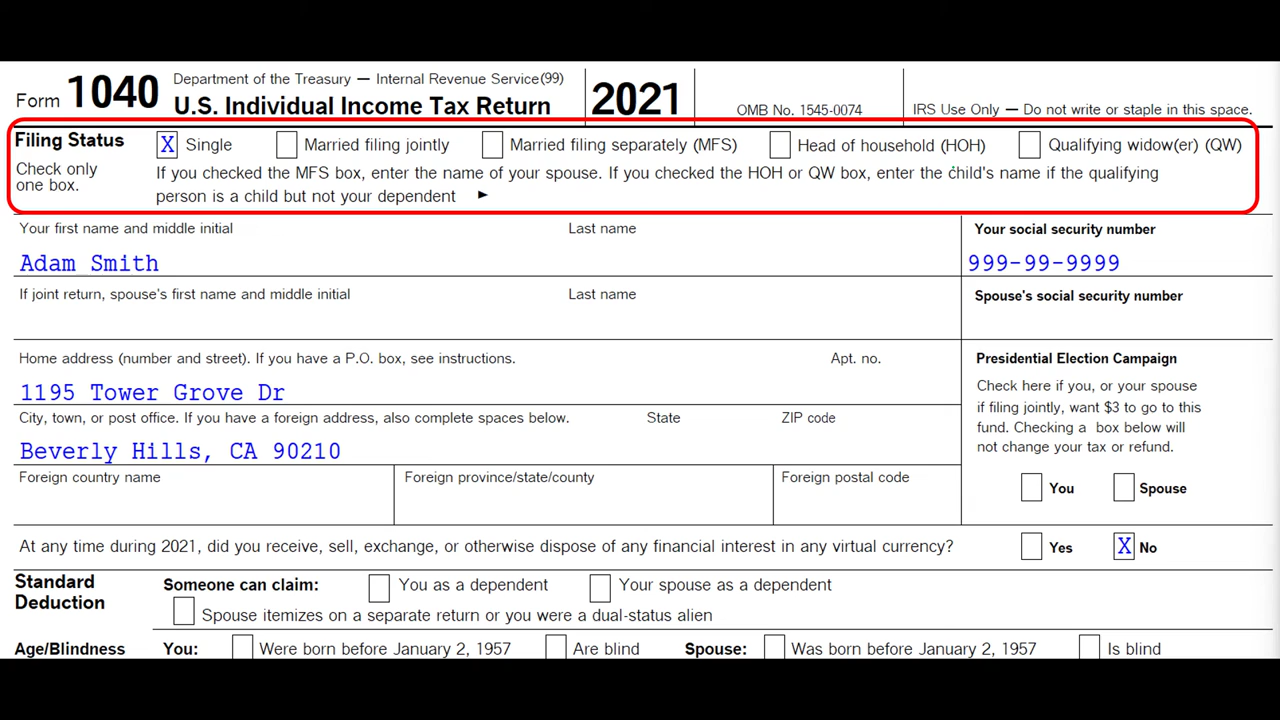 Form 1040 Department of the Treasury — Internal Revenue Service (99)
U.S. Individual Income Tax Return 2021 OMB No. 1545-0074 IRS Use Only — Do not write or staple in this space.
Filing Status X Single Married filing jointly Married filing separately (MFS) Head of household (HOH) Qualifying widow(er) (QW)
Check only
one box.
If you checked the MFS box, enter the name of your spouse. If you checked the HOH or QW box, enter the child's name if the qualifying
person is a child but not your dependent ►
Your first name and middle initial Last name Your social security number
Adam Smith 999-99-9999
If joint return, spouse's first name and middle initial Last name Spouse's social security number
Home address (number and street). If you have a P.O. box, see instructions. Apt. no.
1195 Tower Grove Dr
City, town, or post office. If you have a foreign address, also complete spaces below. State ZIP code
Beverly Hills, CA 90210
Foreign country name Foreign province/state/county Foreign postal code
Presidential Election Campaign
Check here if you, or your spouse
if filing jointly, want $3 to go to this
fund. Checking a box below will
not change your tax or refund.
You Spouse
At any time during 2021, did you receive, sell, exchange, or otherwise dispose of any financial interest in any virtual currency? Yes X No
Standard
Deduction
Someone can claim: You as a dependent Your spouse as a dependent
Spouse itemizes on a separate return or you were a dual-status alien
Age/Blindness You: Were born before January 2, 1957 Are blind Spouse: Was born before January 2, 1957 Is blind